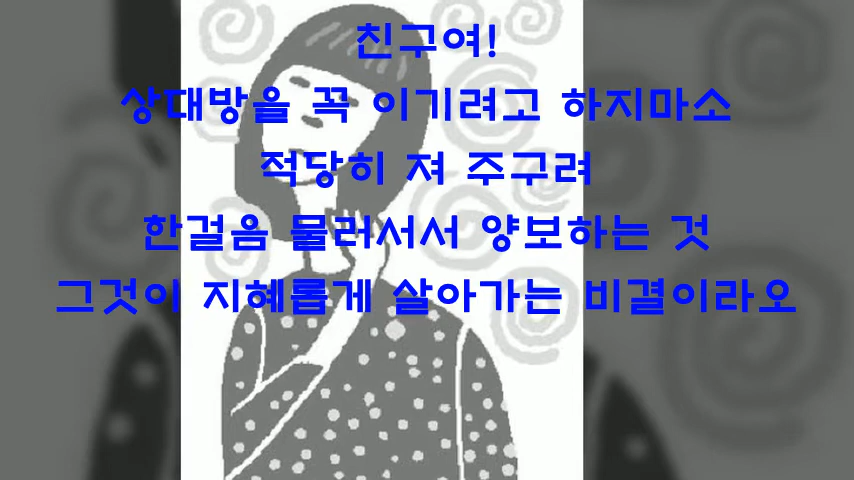 친구여!
상대방을 꼭 이기려고 하지마소
적당히 져 주구려
한걸음 물러서서 양보하는 것
그것이 지혜롭게 살아가는 비결이라오